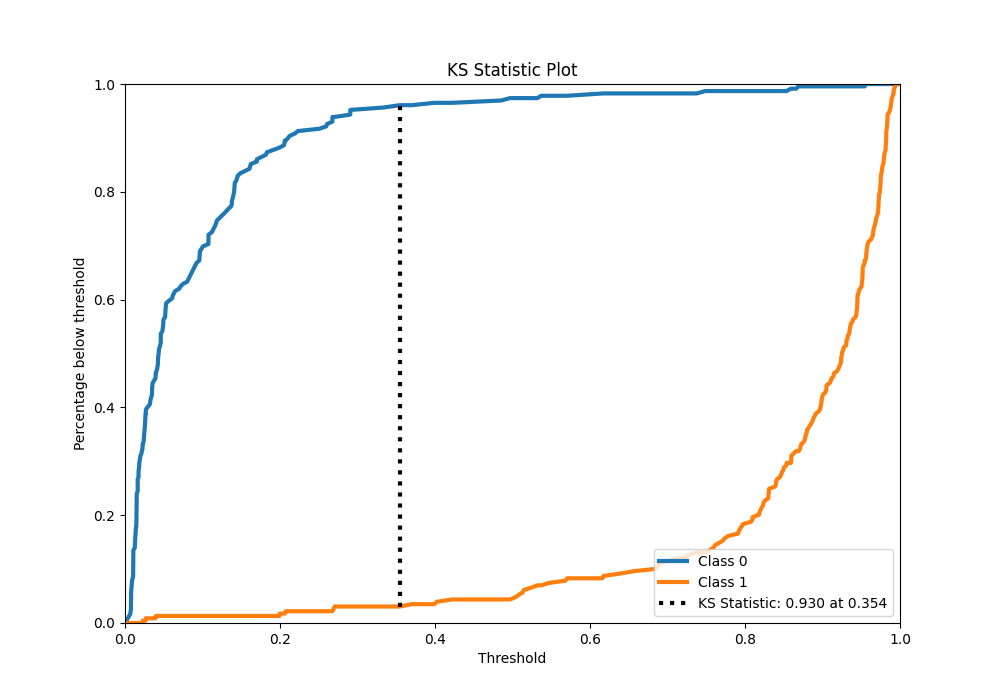 KS Statistic Plot
Percentage below threshold
1.0
0.8
0.6
0.4
0.2
0.0
0.0 0.2 0.4 0.6 0.8 1.0
Threshold
Class 0
Class 1
KS Statistic: 0.930 at 0.354